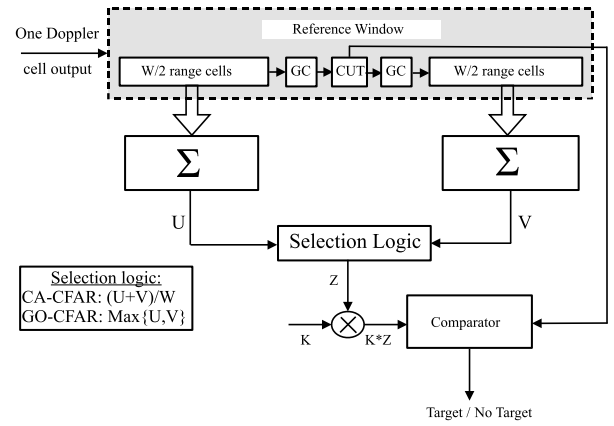 One Doppler
cell output
Reference Window
W/2 range cells
GC
CUT
GC
W/2 range cells
Σ
Σ
U
V
Selection Logic
Z
Selection logic:
CA-CFAR: (U+V)/W
GO-CFAR: Max{U,V}
K
K*Z
Comparator
Target / No Target